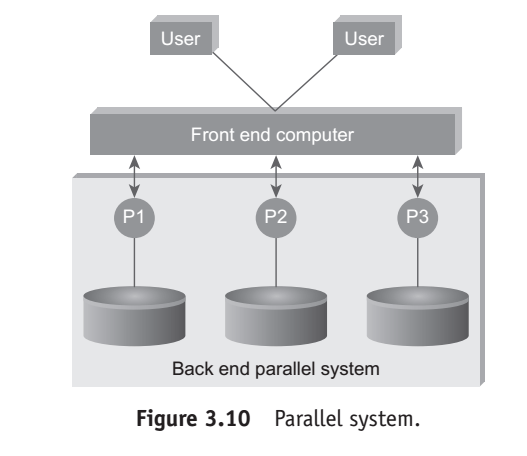 User User
Front end computer
P1 P2 P3
Back end parallel system
Figure 3.10 Parallel system.